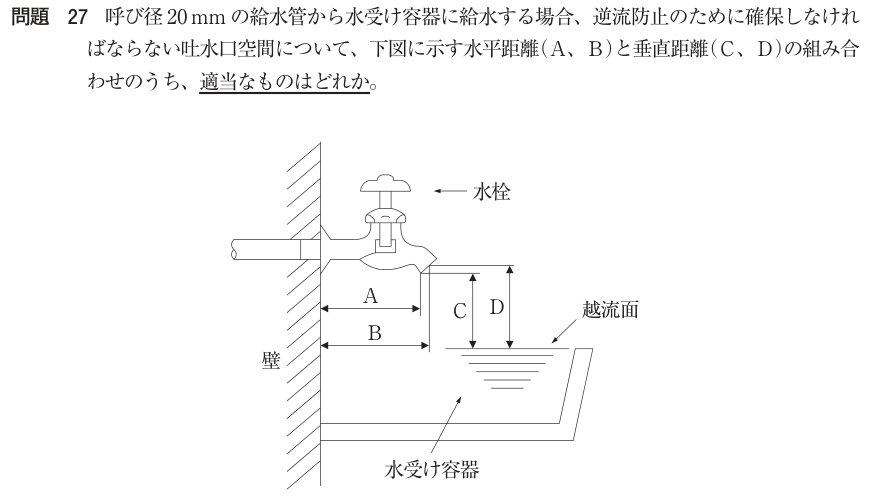 問題 27 呼び径 20 mm の給水管から水受け容器に給水する場合、逆流防止のために確保しなけれ
ばならない吐水口空間について、下図に示す水平距離(A、B)と垂直距離(C、D)の組み合
わせのうち、適当なものはどれか。
水栓
A
C
D
越流面
B
壁
水受け容器